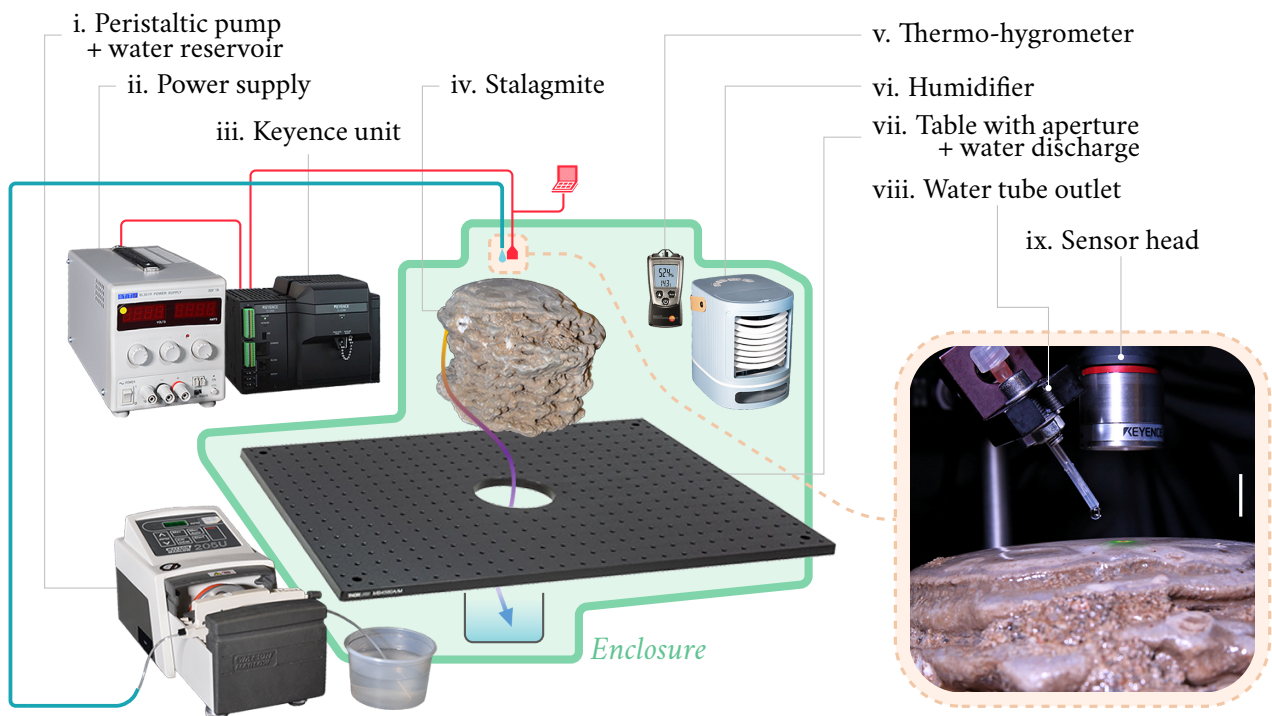 i. Peristaltic pump
+ water reservoir
ii. Power supply
iii. Keyence unit
iv. Stalagmite
v. Thermo-hygrometer
vi. Humidifier
vii. Table with aperture
+ water discharge
viii. Water tube outlet
ix. Sensor head
KEYENCE
205U
Enclosure